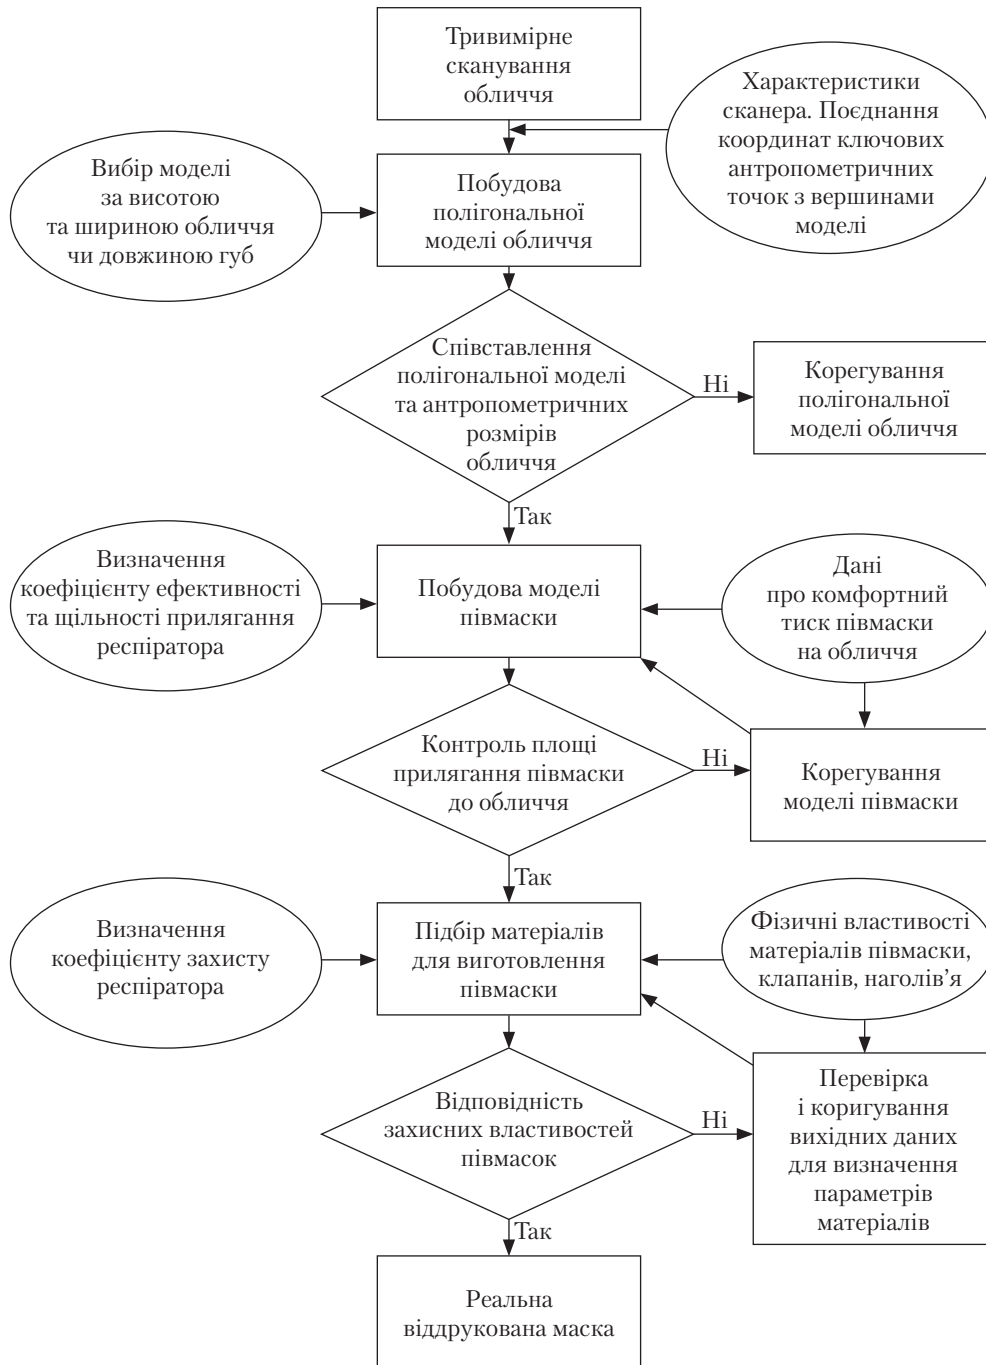 Тривимірне
сканування
обличчя
Характеристики
сканера. Поєднання
координат ключових
антропометричних
точок з вершинами
моделі
Вибір моделі
за висотою
та шириною обличчя
чи довжиною губ
Побудова
полігональної
моделі обличчя
Співставлення
полігональної моделі
та антропометричних
розмірів
обличчя
Ні
Корегування
полігональної
моделі обличчя
Так
Визначення
коефіцієнту ефективності
та щільності прилягання
респіратора
Побудова моделі
півмаски
Дані
про комфортний
тиск півмаски
на обличчя
Контроль площі
прилягання півмаски
до обличчя
Ні
Корегування
моделі півмаски
Так
Визначення
коефіцієнту захисту
респіратора
Підбір матеріалів
для виготовлення
півмаски
Фізичні властивості
матеріалів півмаски,
клапанів, наголів’я
Відповідність
захисних властивостей
півмасок
Ні
Перевірка
і коригування
вихідних даних
для визначення
параметрів
матеріалів
Так
Реальна
віддрукована маска